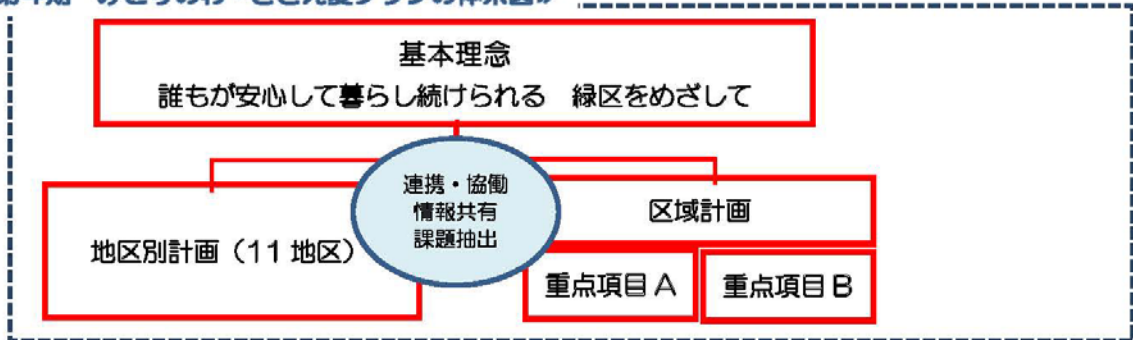 基本理念
誰もが安心して暮らし続けられる 緑区をめざして
連携・協働
情報共有
課題抽出
地区別計画（11 地区）
区域計画
重点項目 A
重点項目 B